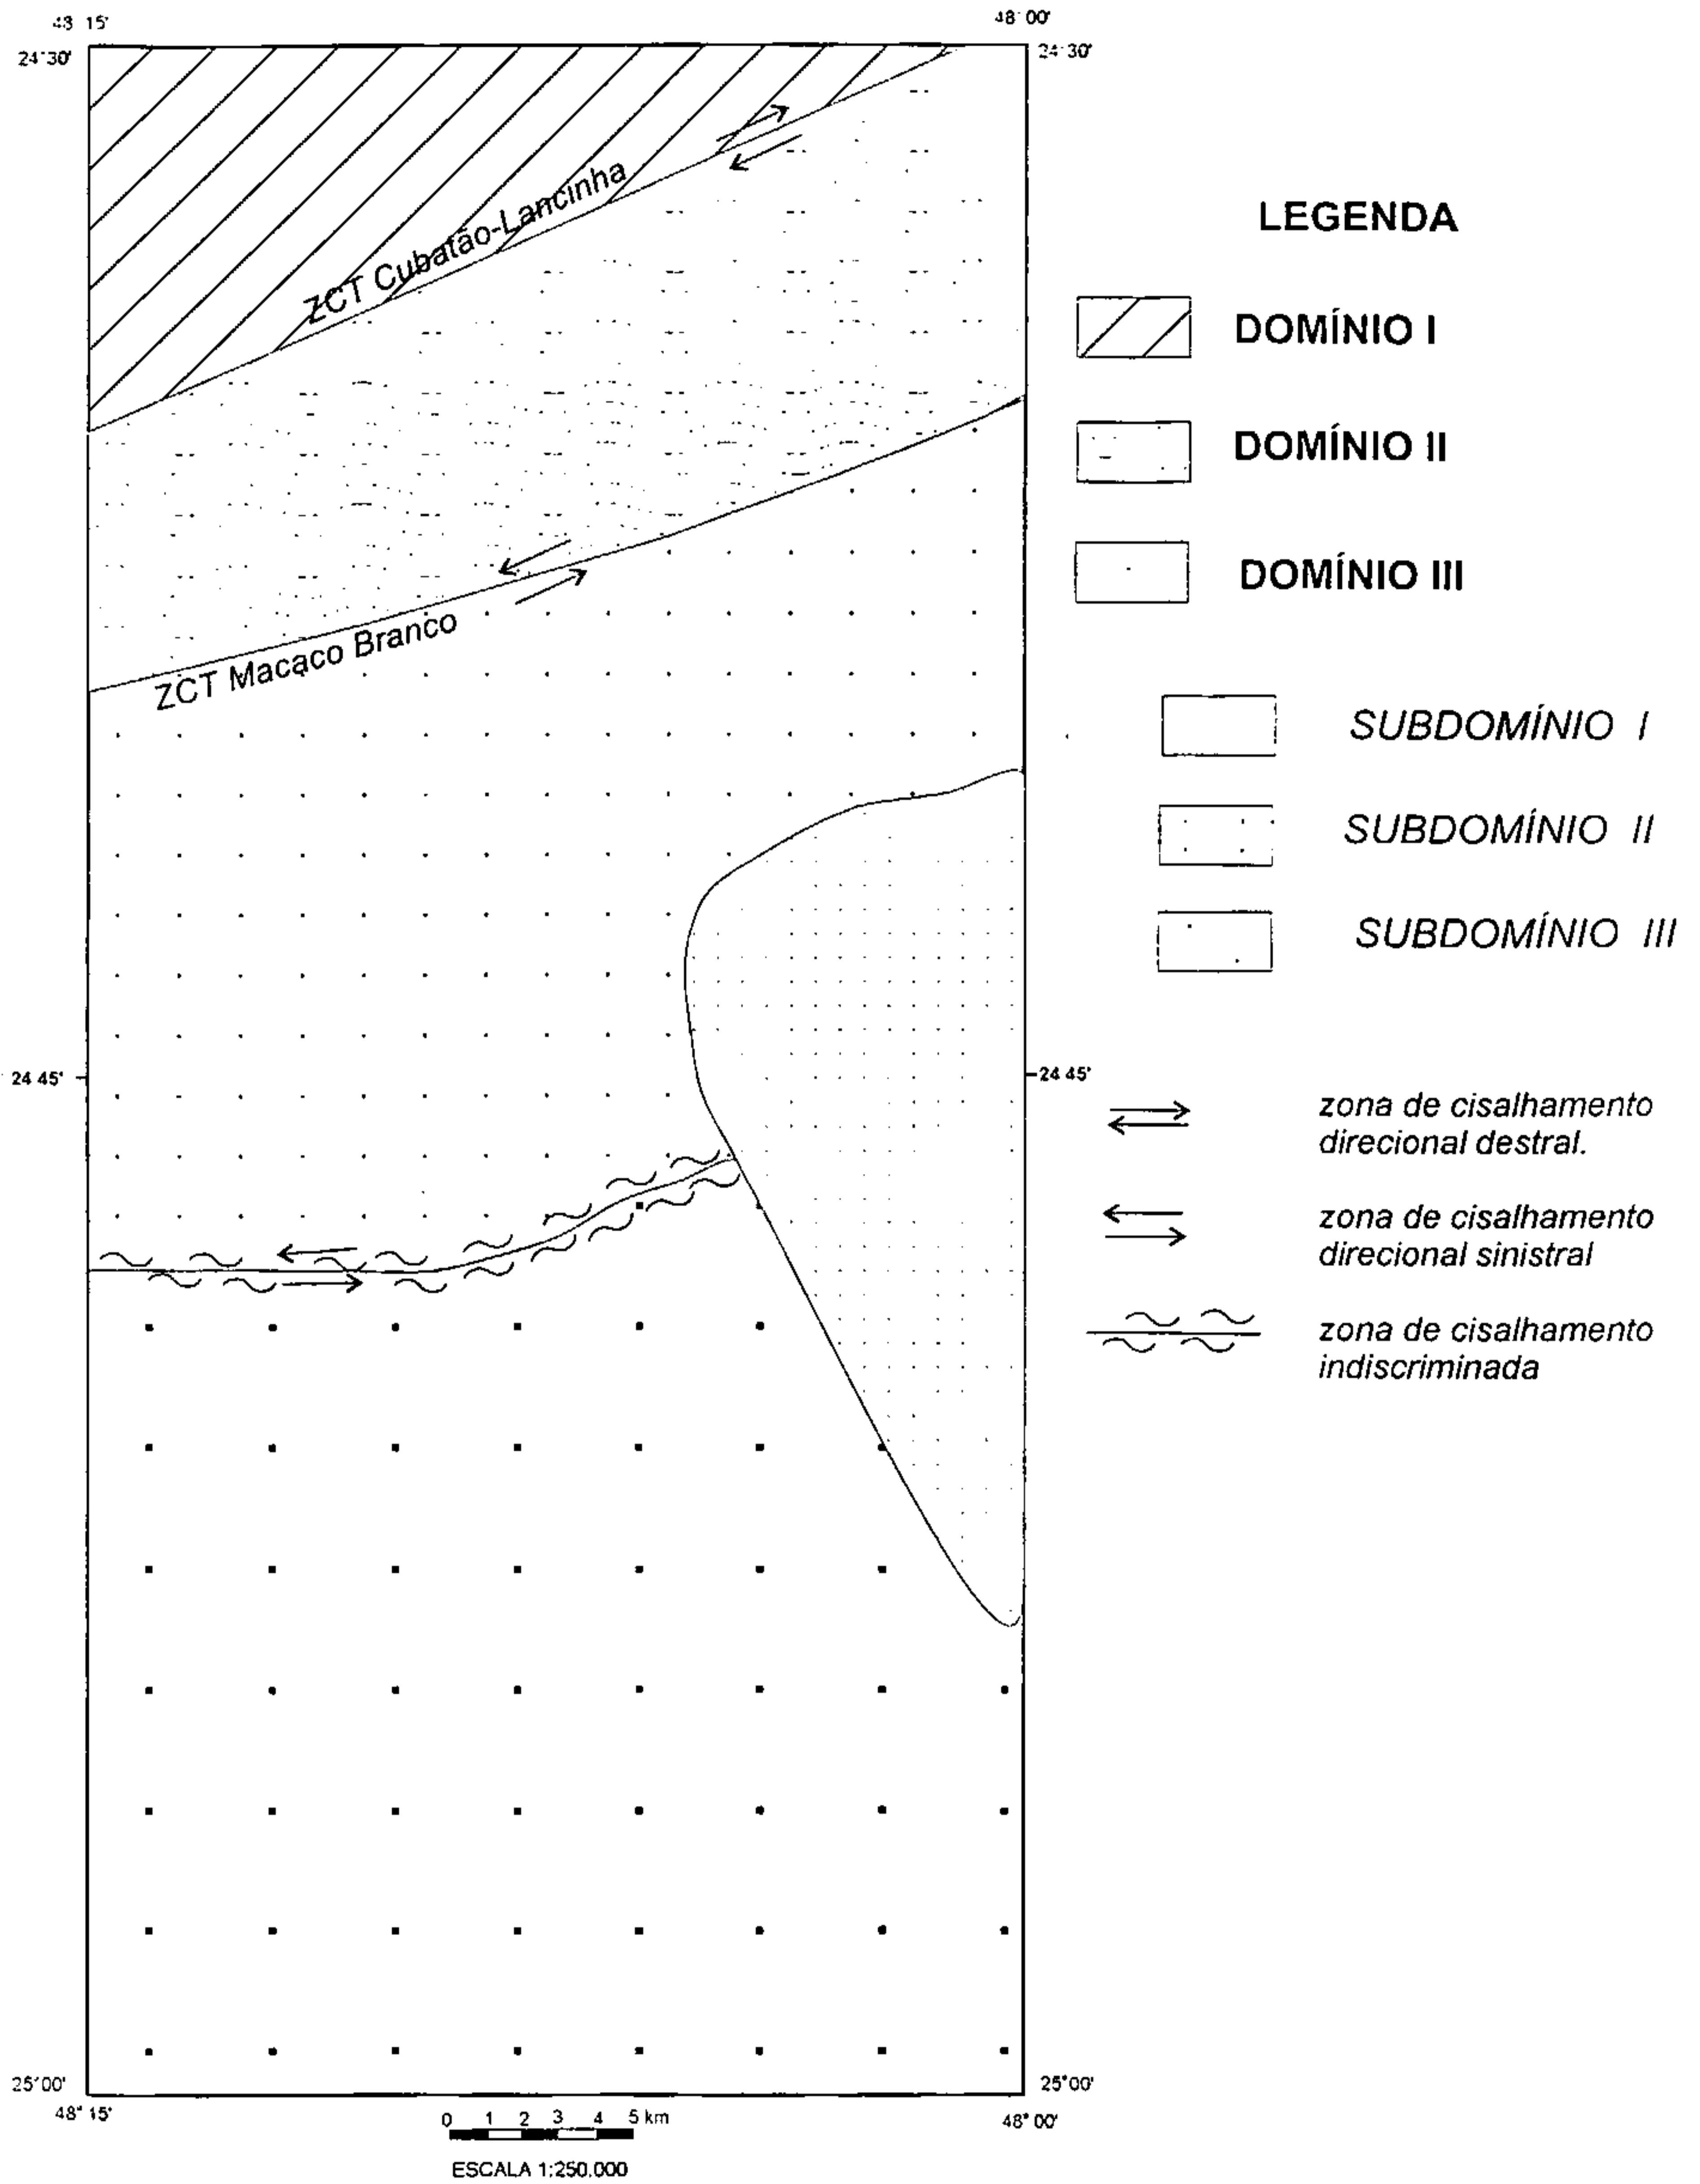 48 15'
48° 00'
24°30'
24°30'
ZCT Cubatão-Lancinha
ZCT Macaco Branco
24 45'
24 45'
25°00'
25°00'
48° 15'
48° 00'
0 1 2 3 4 5 km
ESCALA 1:250.000
LEGENDA
DOMÍNIO I
DOMÍNIO II
DOMÍNIO III
SUBDOMÍNIO I
SUBDOMÍNIO II
SUBDOMÍNIO III
zona de cisalhamento
direcional destral.
zona de cisalhamento
direcional sinistral
zona de cisalhamento
indiscriminada